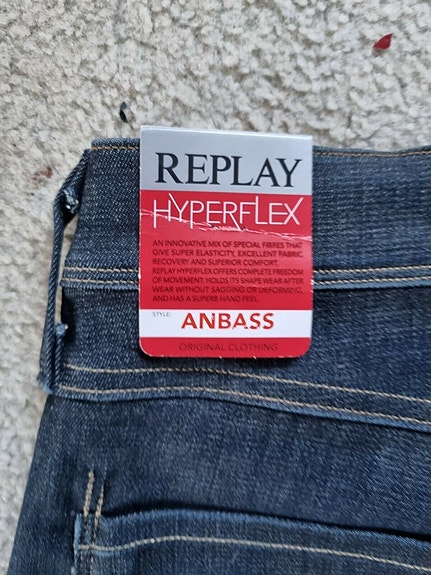 REPLAY
HYPERFLEX
AN INNOVATIVE MIX OF SPECIAL FIBRES THAT
GIVE SUPER ELASTICITY, EXCELLENT FABRIC
RECOVERY AND SUPERIOR COMFORT.
REPLAY HYPERFLEX OFFERS COMPLETE FREEDOM
OF MOVEMENT, HOLDS ITS SHAPE WEAR AFTER
WEAR WITHOUT SAGGING OR DEFORMING,
AND HAS A SUPERB HAND FEEL.
STYLE: ANBASS
ORIGINAL CLOTHING